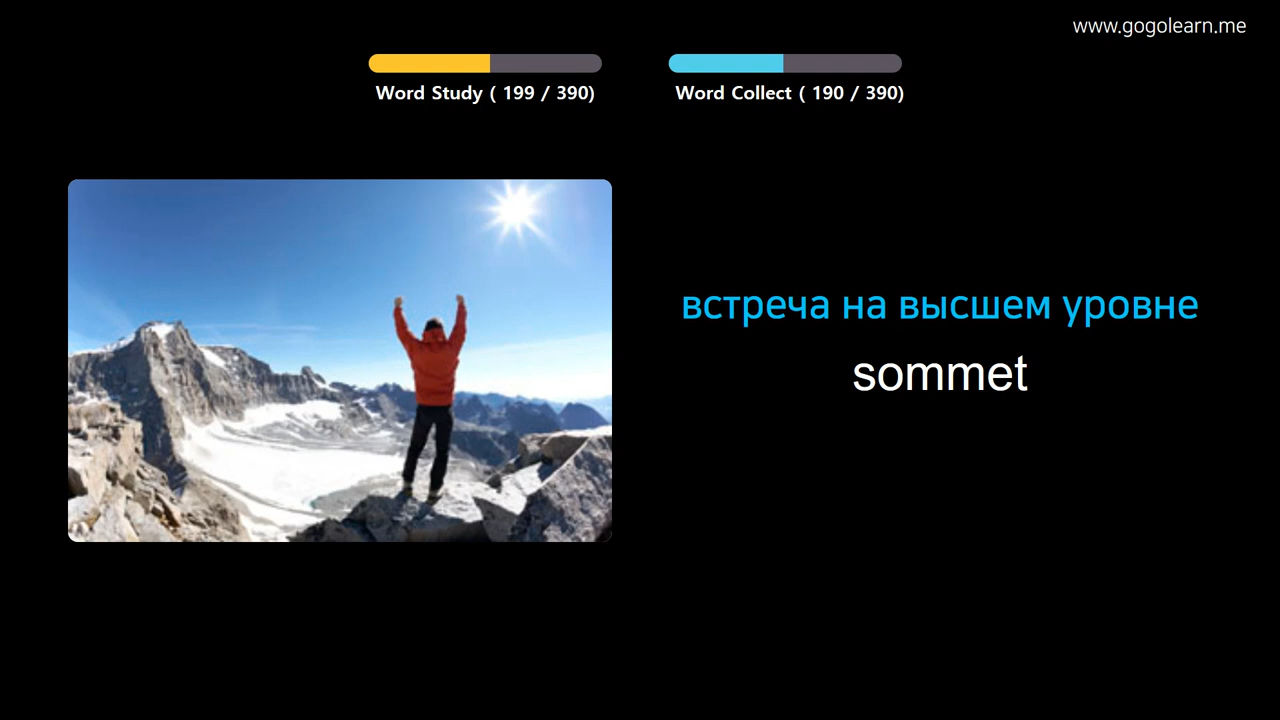 www.gogolearn.me
Word Study ( 199 / 390)
Word Collect ( 190 / 390)
встреча на высшем уровне
sommet